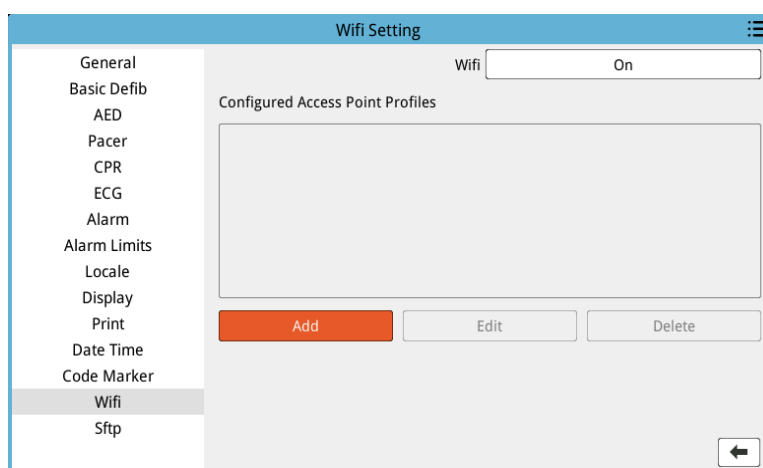 Wifi Setting
General
Basic Defib
AED
Pacer
CPR
ECG
Alarm
Alarm Limits
Locale
Display
Print
Date Time
Code Marker
Wifi
Sftp
Wifi On
Configured Access Point Profiles
Add Edit Delete